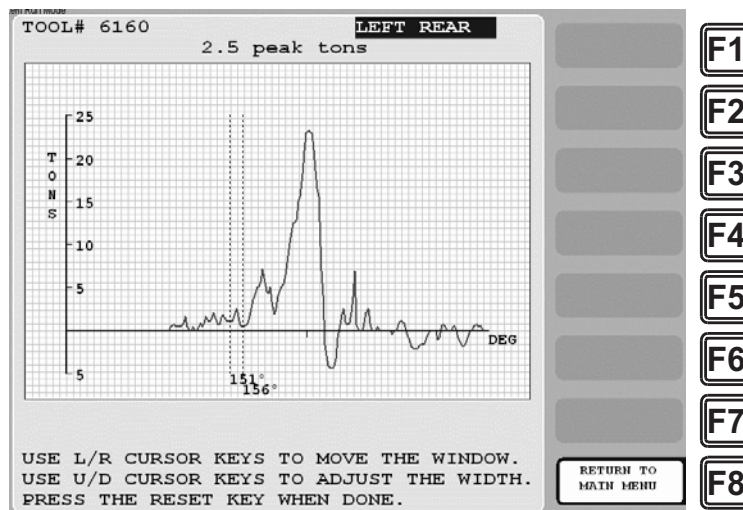 TOOL# 6160
LEFT REAR
2.5 peak tons
25
20
15
10
5
5
TONS
DEG
151°
156°
USE L/R CURSOR KEYS TO MOVE THE WINDOW.
USE U/D CURSOR KEYS TO ADJUST THE WIDTH.
PRESS THE RESET KEY WHEN DONE.
RETURN TO
MAIN MENU
F1
F2
F3
F4
F5
F6
F7
F8